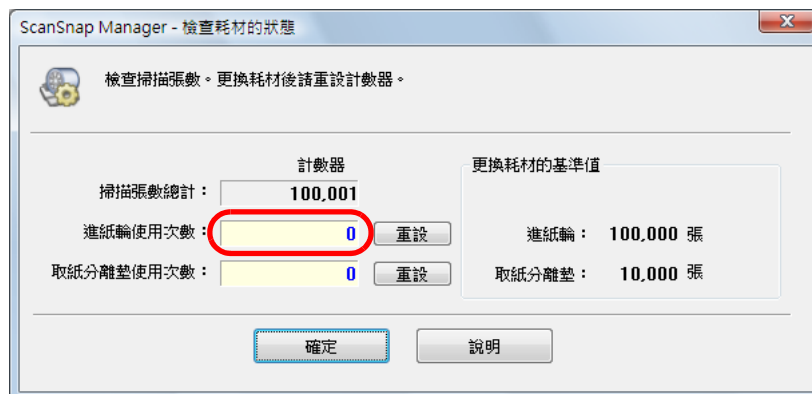 ScanSnap Manager - 檢查耗材的狀態
檢查掃描張數。更換耗材後請重設計數器。
計數器
更換耗材的基準值
掃描張數總計： 100,001
進紙輪使用次數： 0 重設 進紙輪： 100,000 張
取紙分離墊使用次數： 0 重設 取紙分離墊： 10,000 張
確定 說明